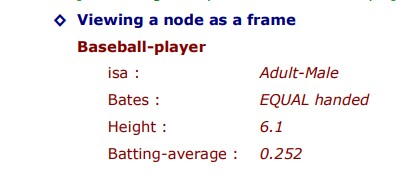 ◇ Viewing a node as a frame
Baseball-player
isa : Adult-Male
Bates : EQUAL handed
Height : 6.1
Batting-average : 0.252